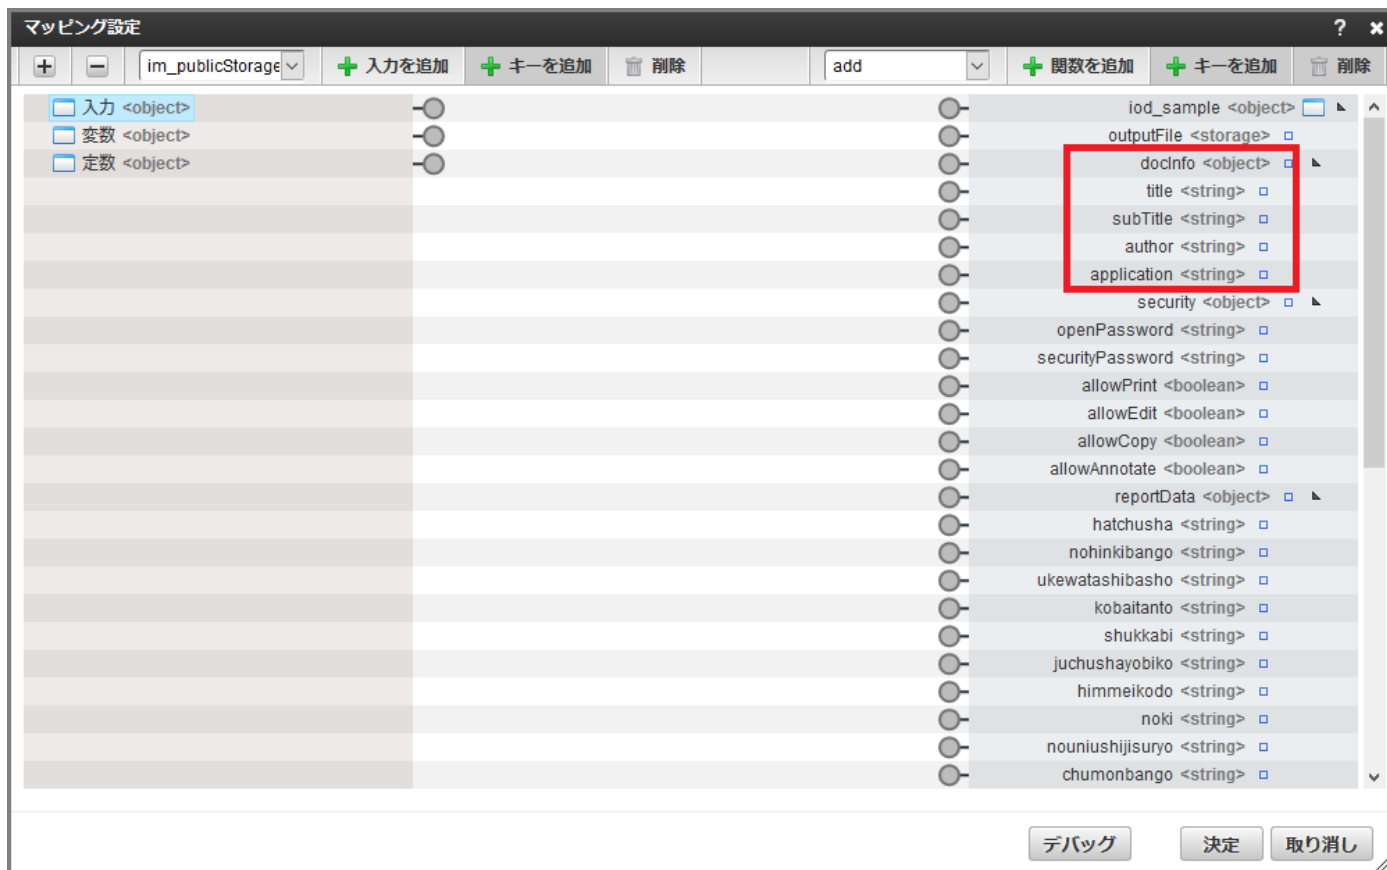 マッピング設定 ? ×
im_publicStorage 入力を追加 キーを追加 削除 add 関数を追加 キーを追加 削除
入力 <object> iod_sample <object>
変数 <object> outputFile <storage>
定数 <object> docInfo <object>
title <string>
subTitle <string>
author <string>
application <string>
security <object>
openPassword <string>
securityPassword <string>
allowPrint <boolean>
allowEdit <boolean>
allowCopy <boolean>
allowAnnotate <boolean>
reportData <object>
hatchusha <string>
nohinkibango <string>
ukewatashibasho <string>
kobaitanto <string>
shukkabi <string>
juchushayobiko <string>
himmeikodo <string>
noki <string>
nouniushijisuryo <string>
chumonbango <string>
デバッグ 決定 取り消し